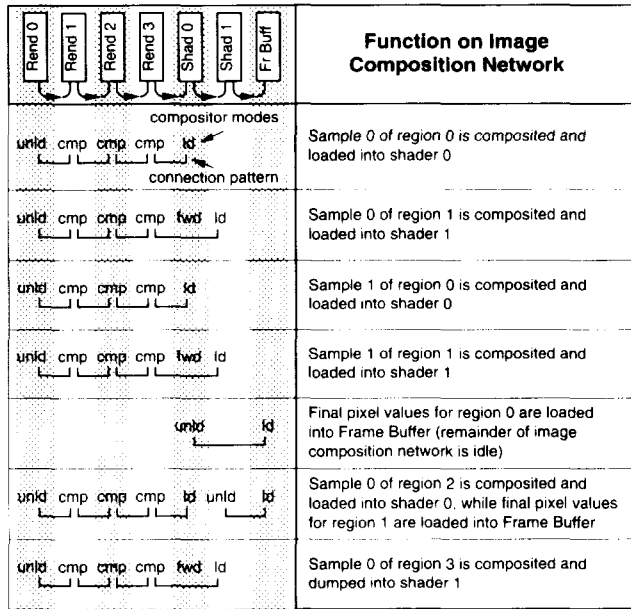 Rend 0 Rend 1 Rend 2 Rend 3 Shad 0 Shad 1 Fr Buff
Function on Image
Composition Network
compositor modes
unld cmp cmp cmp ld
connection pattern
Sample 0 of region 0 is composited and
loaded into shader 0
unld cmp cmp cmp fwd ld
Sample 0 of region 1 is composited and
loaded into shader 1
unld cmp cmp cmp ld
Sample 1 of region 0 is composited and
loaded into shader 0
unld cmp cmp cmp fwd ld
Sample 1 of region 1 is composited and
loaded into shader 1
unld ld
Final pixel values for region 0 are loaded
into Frame Buffer (remainder of image
composition network is idle)
unld cmp cmp cmp ld unld ld
Sample 0 of region 2 is composited and
loaded into shader 0, while final pixel values
for region 1 are loaded into Frame Buffer
unld cmp cmp cmp fwd ld
Sample 0 of region 3 is composited and
dumped into shader 1